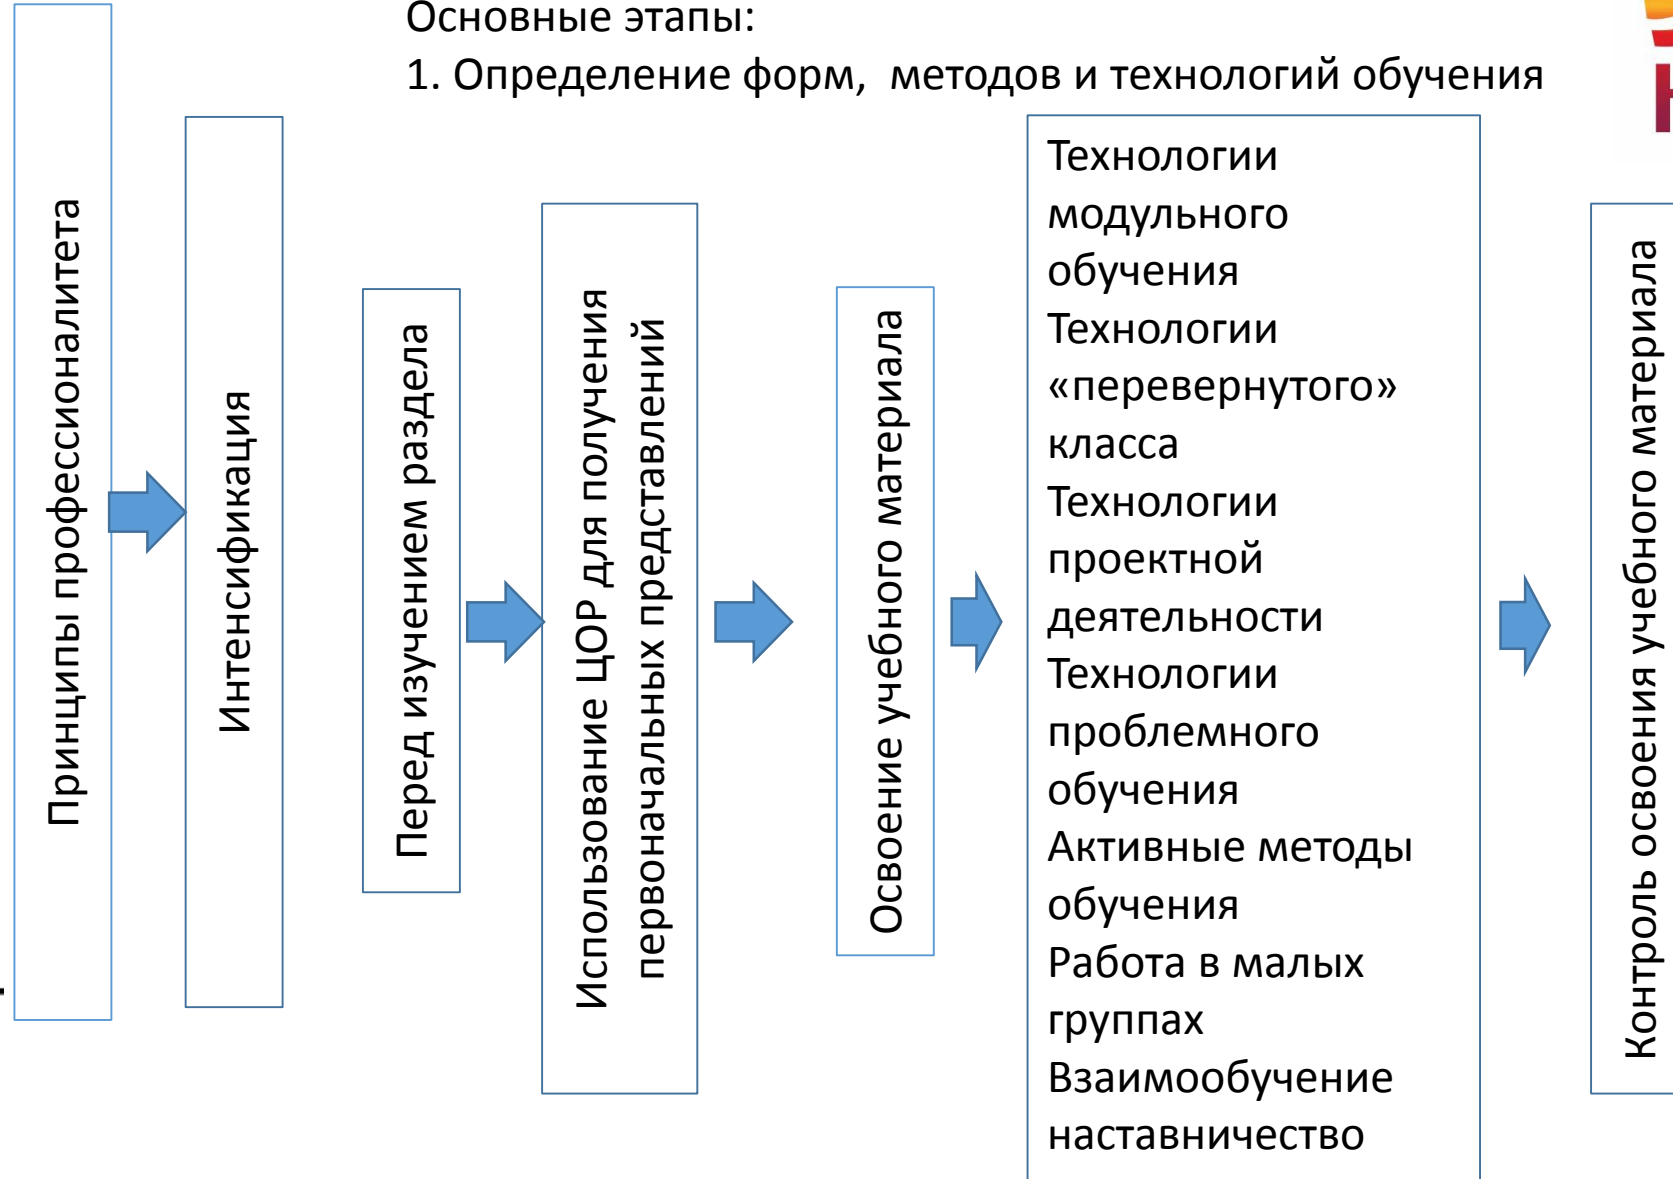 Основные этапы:
1. Определение форм, методов и технологий обучения
Принципы профессионалитета
Интенсификация
Перед изучением раздела
Использование ЦОР для получения
первоначальных представлений
Освоение учебного материала
Технологии
модульного
обучения
Технологии
«перевернутого»
класса
Технологии
проектной
деятельности
Технологии
проблемного
обучения
Активные методы
обучения
Работа в малых
группах
Взаимообучение
наставничество
Контроль освоения учебного материала